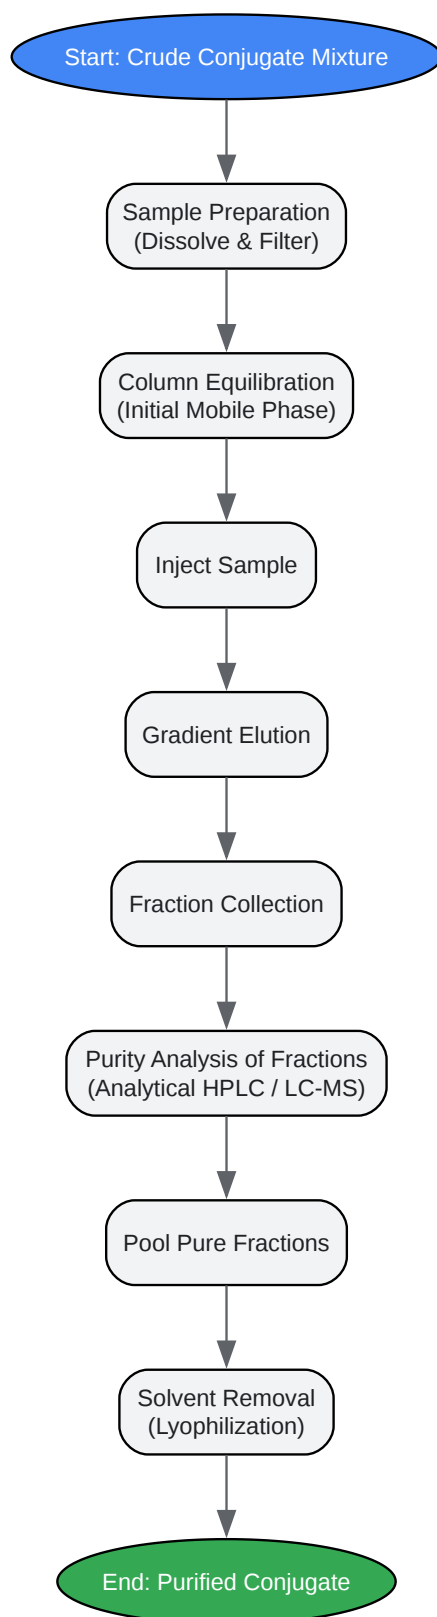 Start: Crude Conjugate Mixture
Sample Preparation
(Dissolve & Filter)
Column Equilibration
(Initial Mobile Phase)
Inject Sample
Gradient Elution
Fraction Collection
Purity Analysis of Fractions
(Analytical HPLC / LC-MS)
Pool Pure Fractions
Solvent Removal
(Lyophilization)
End: Purified Conjugate